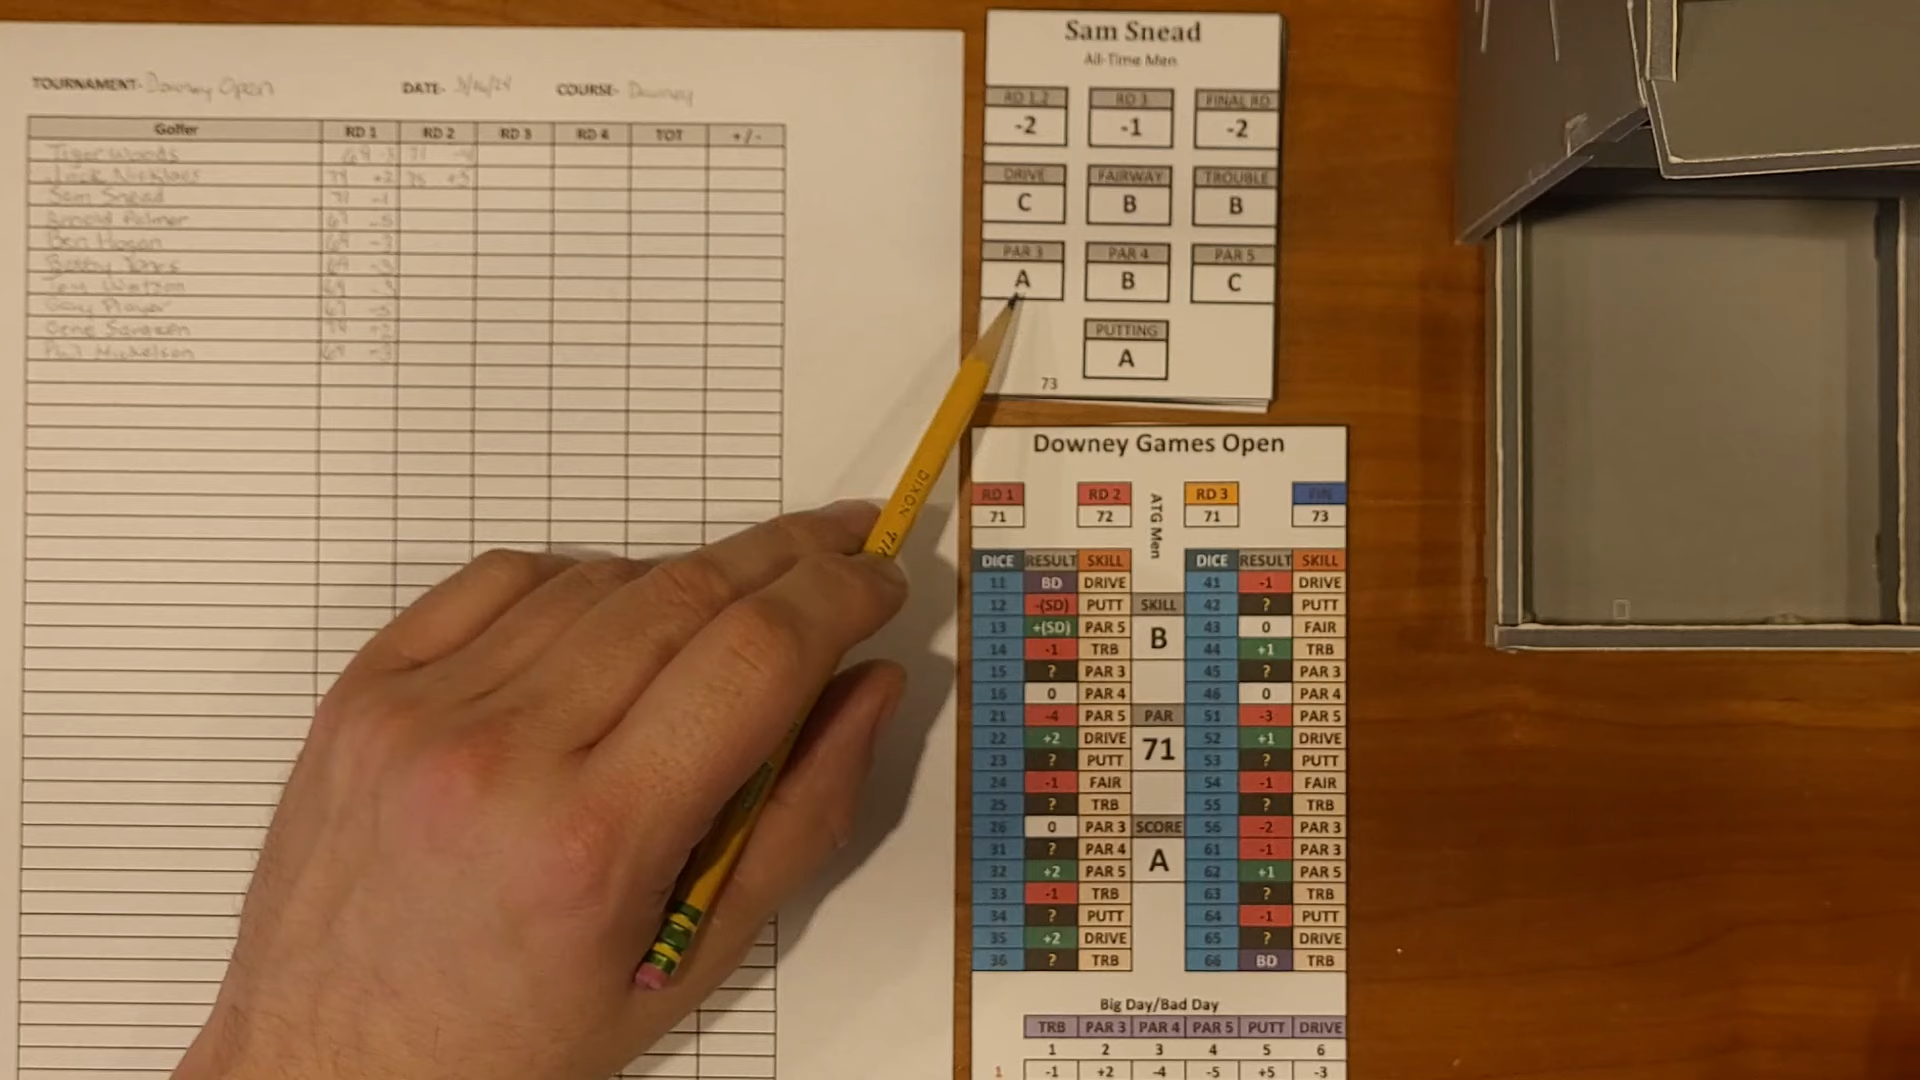 TOURNAMENT- Downey Open DATE- 3/16/24 COURSE- Downey
Golfer RD 1 RD 2 RD 3 RD 4 TOT +/-
Tiger Woods 71
Jack Nicklaus +2 75
Sam Snead 71 -1
Arnold Palmer 67 -5
Ben Hogan 69 -3
Bobby Jones 69 -3
Tom Watson 69 -3
Gary Player 67 -5
Gene Sarazen +2
Phil Mickelson 69 -3
Sam Snead
All-Time Men
RD 1,2 RD 3 FINAL RD
-2 -1 -2
DRIVE FAIRWAY TROUBLE
C B B
PAR 3 PAR 4 PAR 5
A B C
PUTTING
A
73
DIXON
Downey Games Open
RD 1 RD 2 RD 3 FIN
71 72 71 73
ATG Men
DICE RESULT SKILL DICE RESULT SKILL
11 BD DRIVE 41 -1 DRIVE
12 -(SD) PUTT SKILL 42 ? PUTT
13 +(SD) PAR 5 B 43 0 FAIR
14 -1 TRB 44 +1 TRB
15 ? PAR 3 45 ? PAR 3
16 0 PAR 4 46 0 PAR 4
21 -4 PAR 5 PAR 51 -3 PAR 5
22 +2 DRIVE 71 52 +1 DRIVE
23 ? PUTT 53 ? PUTT
24 -1 FAIR 54 -1 FAIR
25 ? TRB 55 ? TRB
26 0 PAR 3 SCORE 56 -2 PAR 3
31 ? PAR 4 A 61 -1 PAR 3
32 +2 PAR 5 62 +1 PAR 5
33 -1 TRB 63 ? TRB
34 ? PUTT 64 -1 PUTT
35 +2 DRIVE 65 ? DRIVE
36 ? TRB 66 BD TRB
Big Day/Bad Day
TRB PAR 3 PAR 4 PAR 5 PUTT DRIVE
1 2 3 4 5 6
1 -1 +2 -4 -5 +5 -3